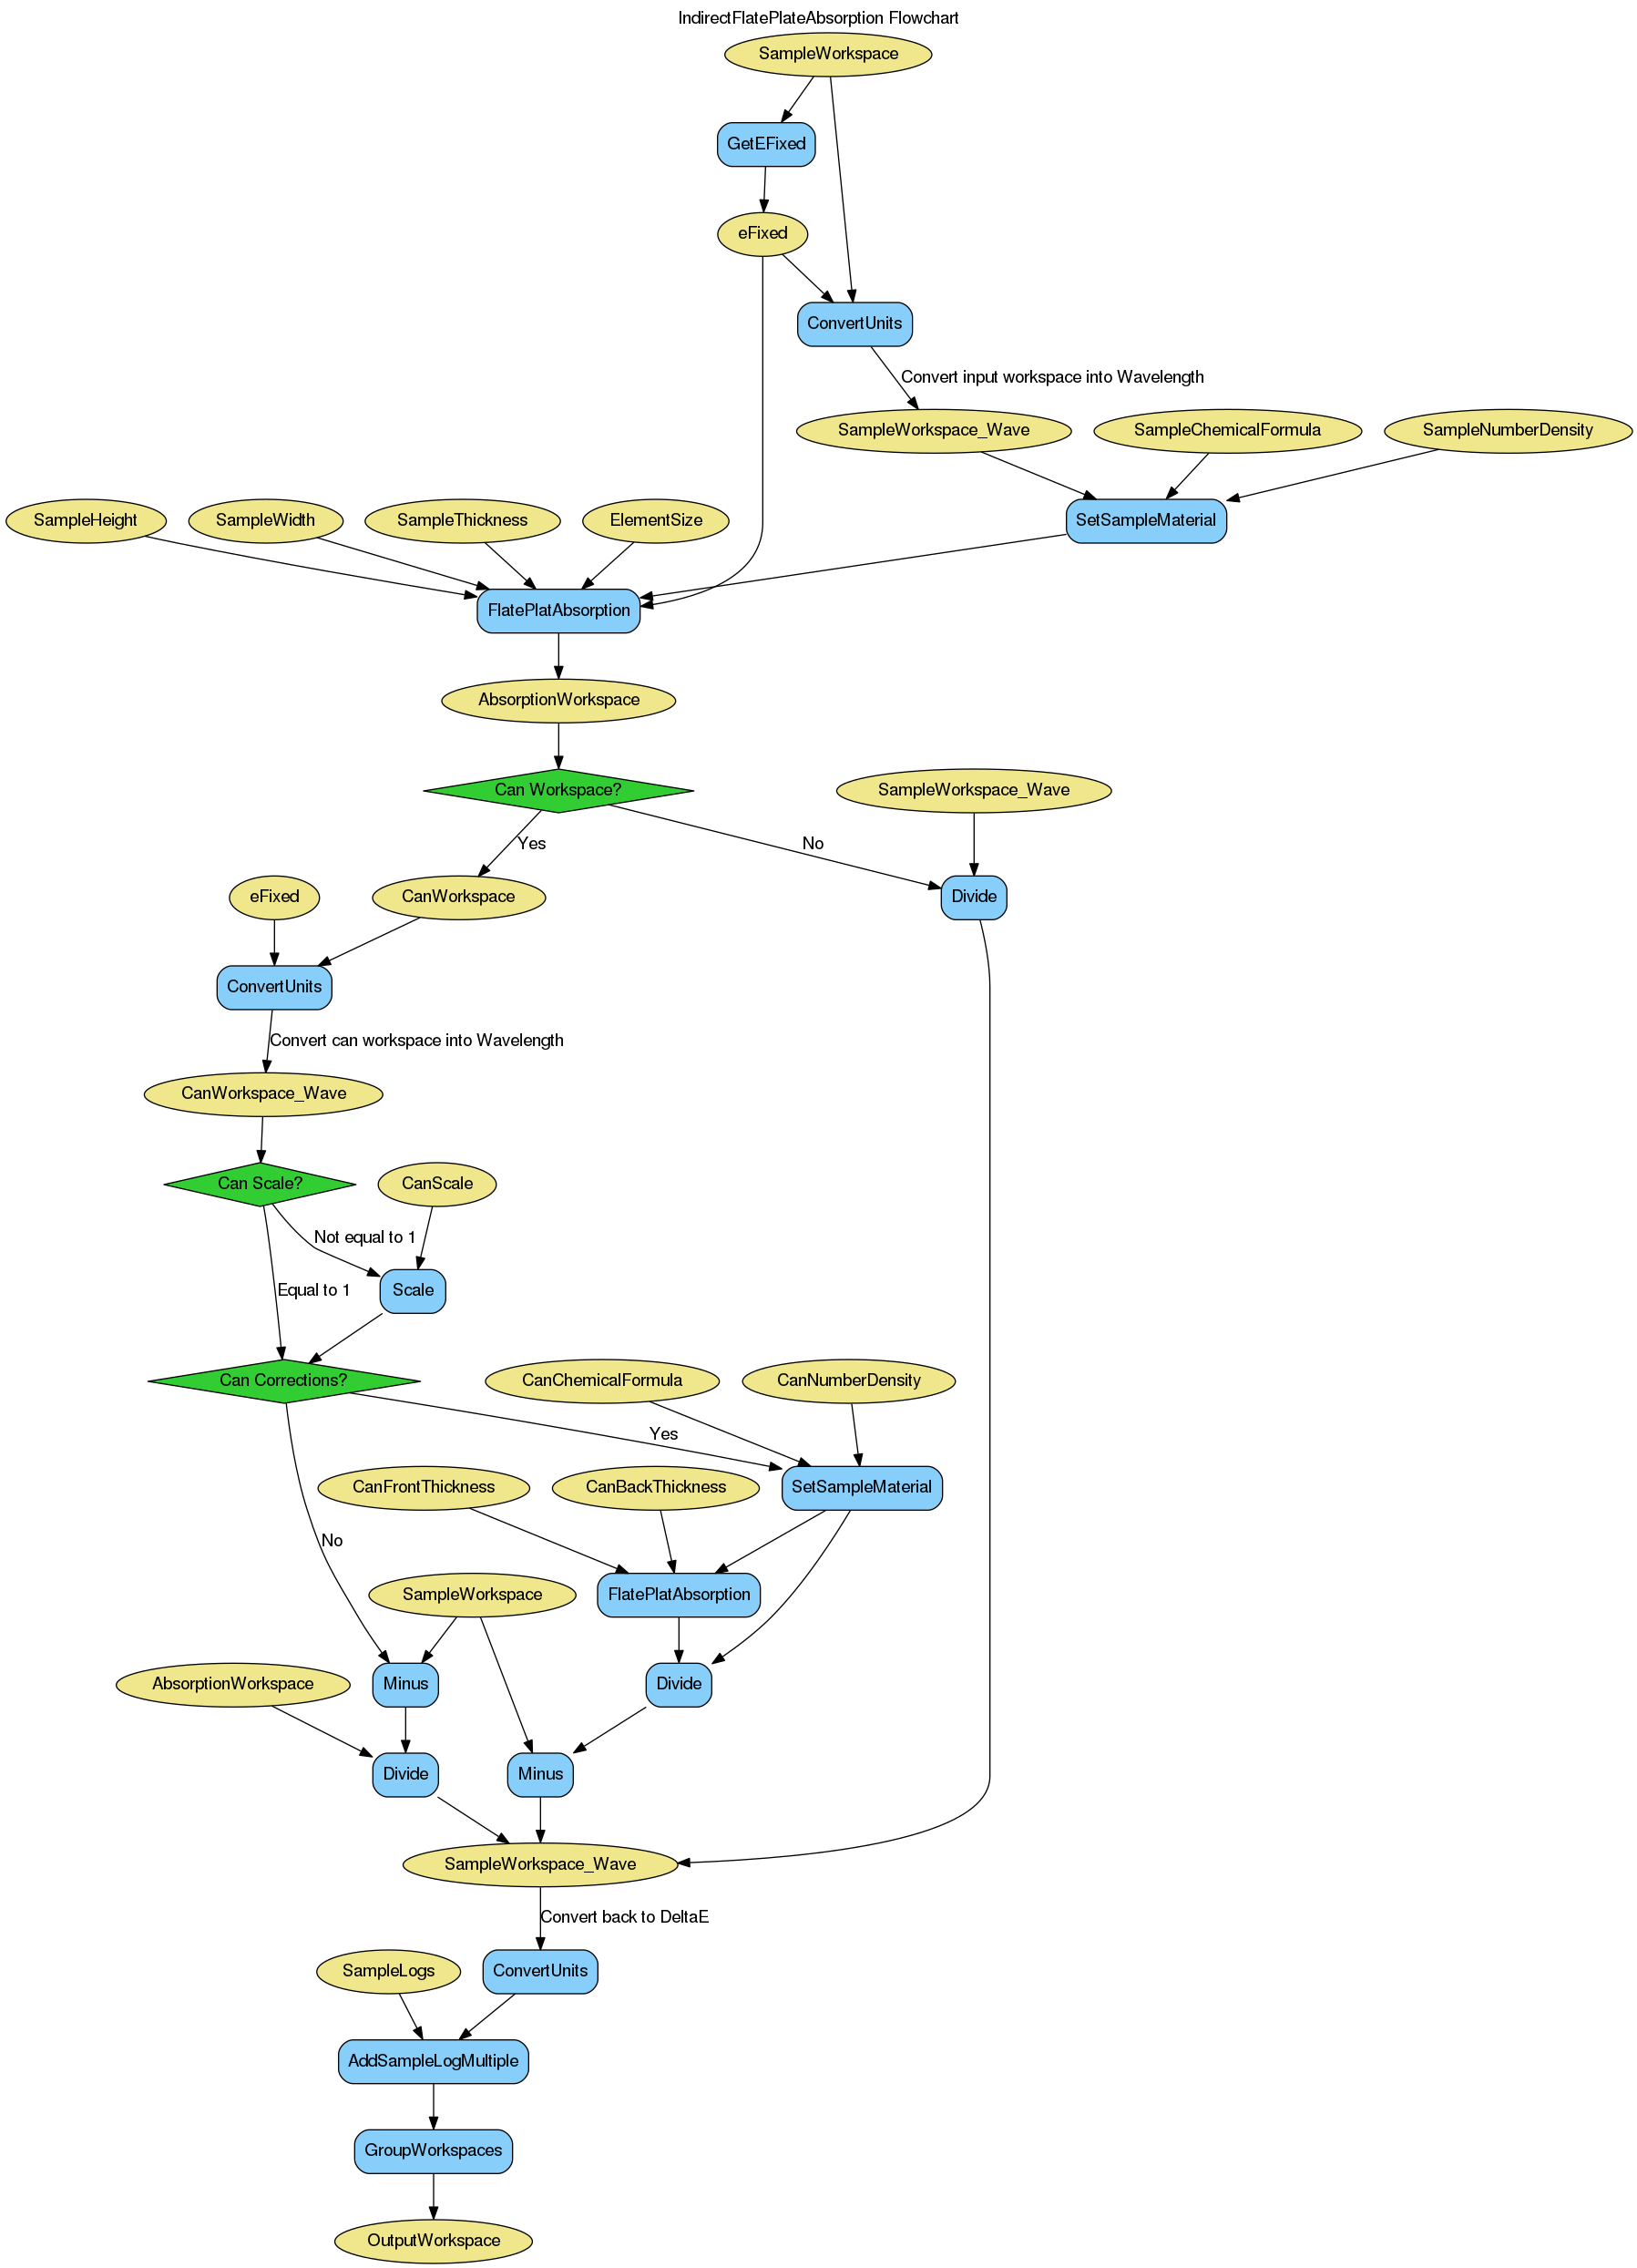 IndirectFlatePlateAbsorption Flowchart
SampleWorkspace
GetEFixed
eFixed
ConvertUnits
Convert input workspace into Wavelength
SampleWorkspace_Wave
SampleChemicalFormula
SampleNumberDensity
SampleHeight
SampleWidth
SampleThickness
ElementSize
SetSampleMaterial
FlatePlatAbsorption
AbsorptionWorkspace
Can Workspace?
SampleWorkspace_Wave
Yes
No
eFixed
CanWorkspace
Divide
ConvertUnits
Convert can workspace into Wavelength
CanWorkspace_Wave
Can Scale?
CanScale
Not equal to 1
Equal to 1
Scale
Can Corrections?
CanChemicalFormula
CanNumberDensity
Yes
CanFrontThickness
CanBackThickness
SetSampleMaterial
No
SampleWorkspace
FlatePlatAbsorption
AbsorptionWorkspace
Minus
Divide
Divide
Minus
SampleWorkspace_Wave
Convert back to DeltaE
SampleLogs
ConvertUnits
AddSampleLogMultiple
GroupWorkspaces
OutputWorkspace